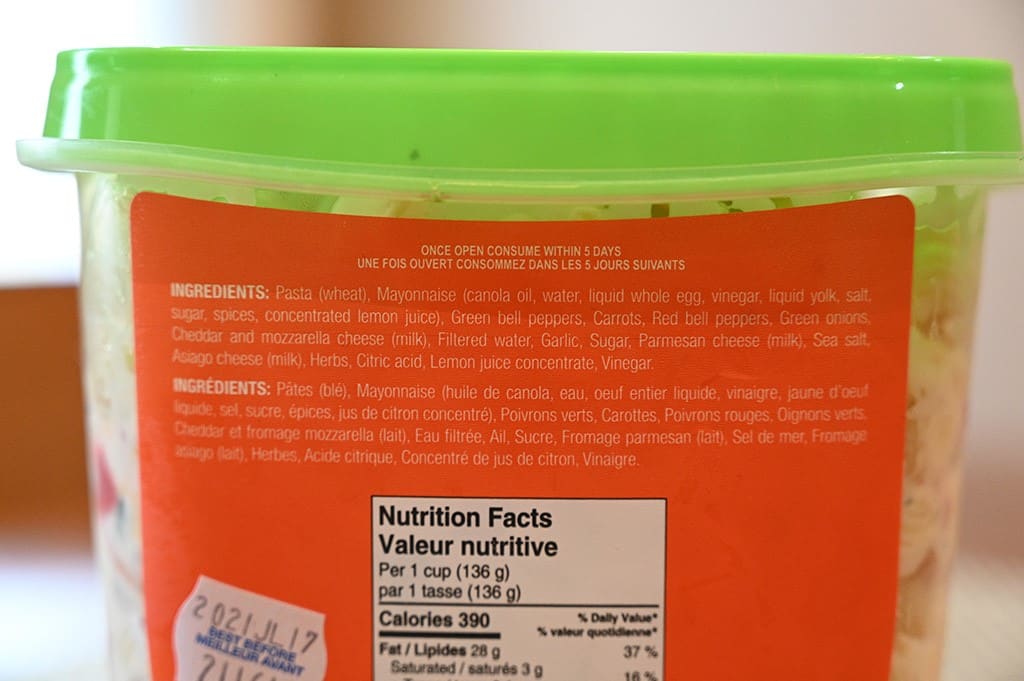 ONCE OPEN CONSUME WITHIN 5 DAYS
UNE FOIS OUVERT CONSOMMEZ DANS LES 5 JOURS SUIVANTS
INGREDIENTS: Pasta (wheat), Mayonnaise (canola oil, water, liquid whole egg, vinegar, liquid yolk, salt,
sugar, spices, concentrated lemon juice), Green bell peppers, Carrots, Red bell peppers, Green onions,
Cheddar and mozzarella cheese (milk), Filtered water, Garlic, Sugar, Parmesan cheese (milk), Sea salt,
Asiago cheese (milk), Herbs, Citric acid, Lemon juice concentrate, Vinegar.
INGRÉDIENTS: Pâtes (blé), Mayonnaise (huile de canola, eau, oeuf entier liquide, vinaigre, jaune d'oeuf
liquide, sel, sucre, épices, jus de citron concentré), Poivrons verts, Carottes, Poivrons rouges, Oignons verts,
Cheddar et fromage mozzarella (lait), Eau filtrée, Ail, Sucre, Fromage parmesan (lait), Sel de mer, Fromage
asiago (lait), Herbes, Acide citrique, Concentré de jus de citron, Vinaigre.
Nutrition Facts
Valeur nutritive
Per 1 cup (136 g)
par 1 tasse (136 g)
Calories 390
% Daily Value*
% valeur quotidienne*
Fat / Lipides 28 g 37 %
Saturated / saturés 3 g 16 %
2021 JL 17
BEST BEFORE
MEILLEUR AVANT